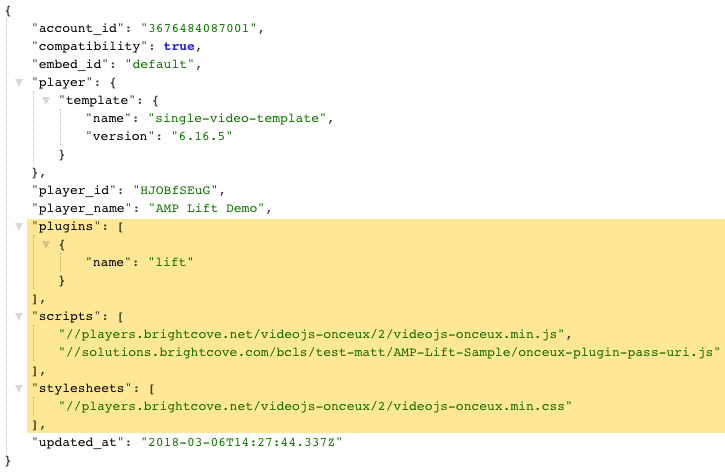 {
"account_id": "3676484087001",
"compatibility": true,
"embed_id": "default",
"player": {
"template": {
"name": "single-video-template",
"version": "6.16.5"
}
},
"player_id": "HJOBfSEuG",
"player_name": "AMP Lift Demo",
"plugins": [
{
"name": "lift"
}
],
"scripts": [
"//players.brightcove.net/videojs-onceux/2/videojs-onceux.min.js",
"//solutions.brightcove.com/bcls/test-matt/AMP-Lift-Sample/onceux-plugin-pass-uri.js"
],
"stylesheets": [
"//players.brightcove.net/videojs-onceux/2/videojs-onceux.min.css"
],
"updated_at": "2018-03-06T14:27:44.337Z"
}